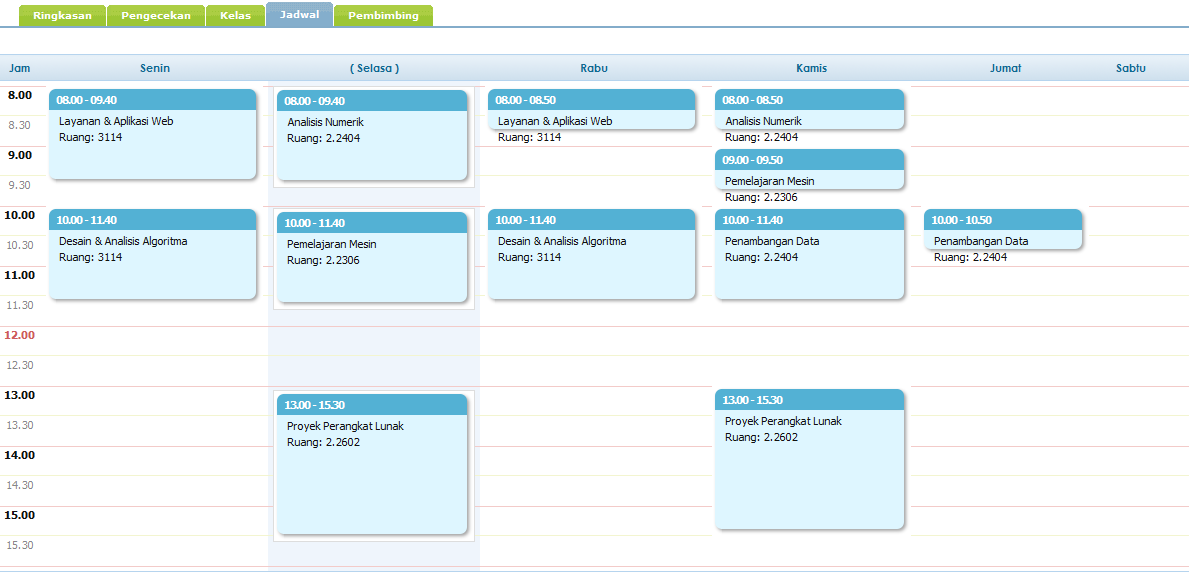 Ringkasan Pengecekan Kelas Jadwal Pembimbing
Jam Senin ( Selasa ) Rabu Kamis Jumat Sabtu
8.00
8.30
9.00
9.30
10.00
10.30
11.00
11.30
12.00
12.30
13.00
13.30
14.00
14.30
15.00
15.30
08.00 - 09.40
Layanan & Aplikasi Web
Ruang: 3114
10.00 - 11.40
Desain & Analisis Algoritma
Ruang: 3114
08.00 - 09.40
Analisis Numerik
Ruang: 2.2404
10.00 - 11.40
Pemelajaran Mesin
Ruang: 2.2306
13.00 - 15.30
Proyek Perangkat Lunak
Ruang: 2.2602
08.00 - 08.50
Layanan & Aplikasi Web
Ruang: 3114
10.00 - 11.40
Desain & Analisis Algoritma
Ruang: 3114
08.00 - 08.50
Analisis Numerik
Ruang: 2.2404
09.00 - 09.50
Pemelajaran Mesin
Ruang: 2.2306
10.00 - 11.40
Penambangan Data
Ruang: 2.2404
13.00 - 15.30
Proyek Perangkat Lunak
Ruang: 2.2602
10.00 - 10.50
Penambangan Data
Ruang: 2.2404